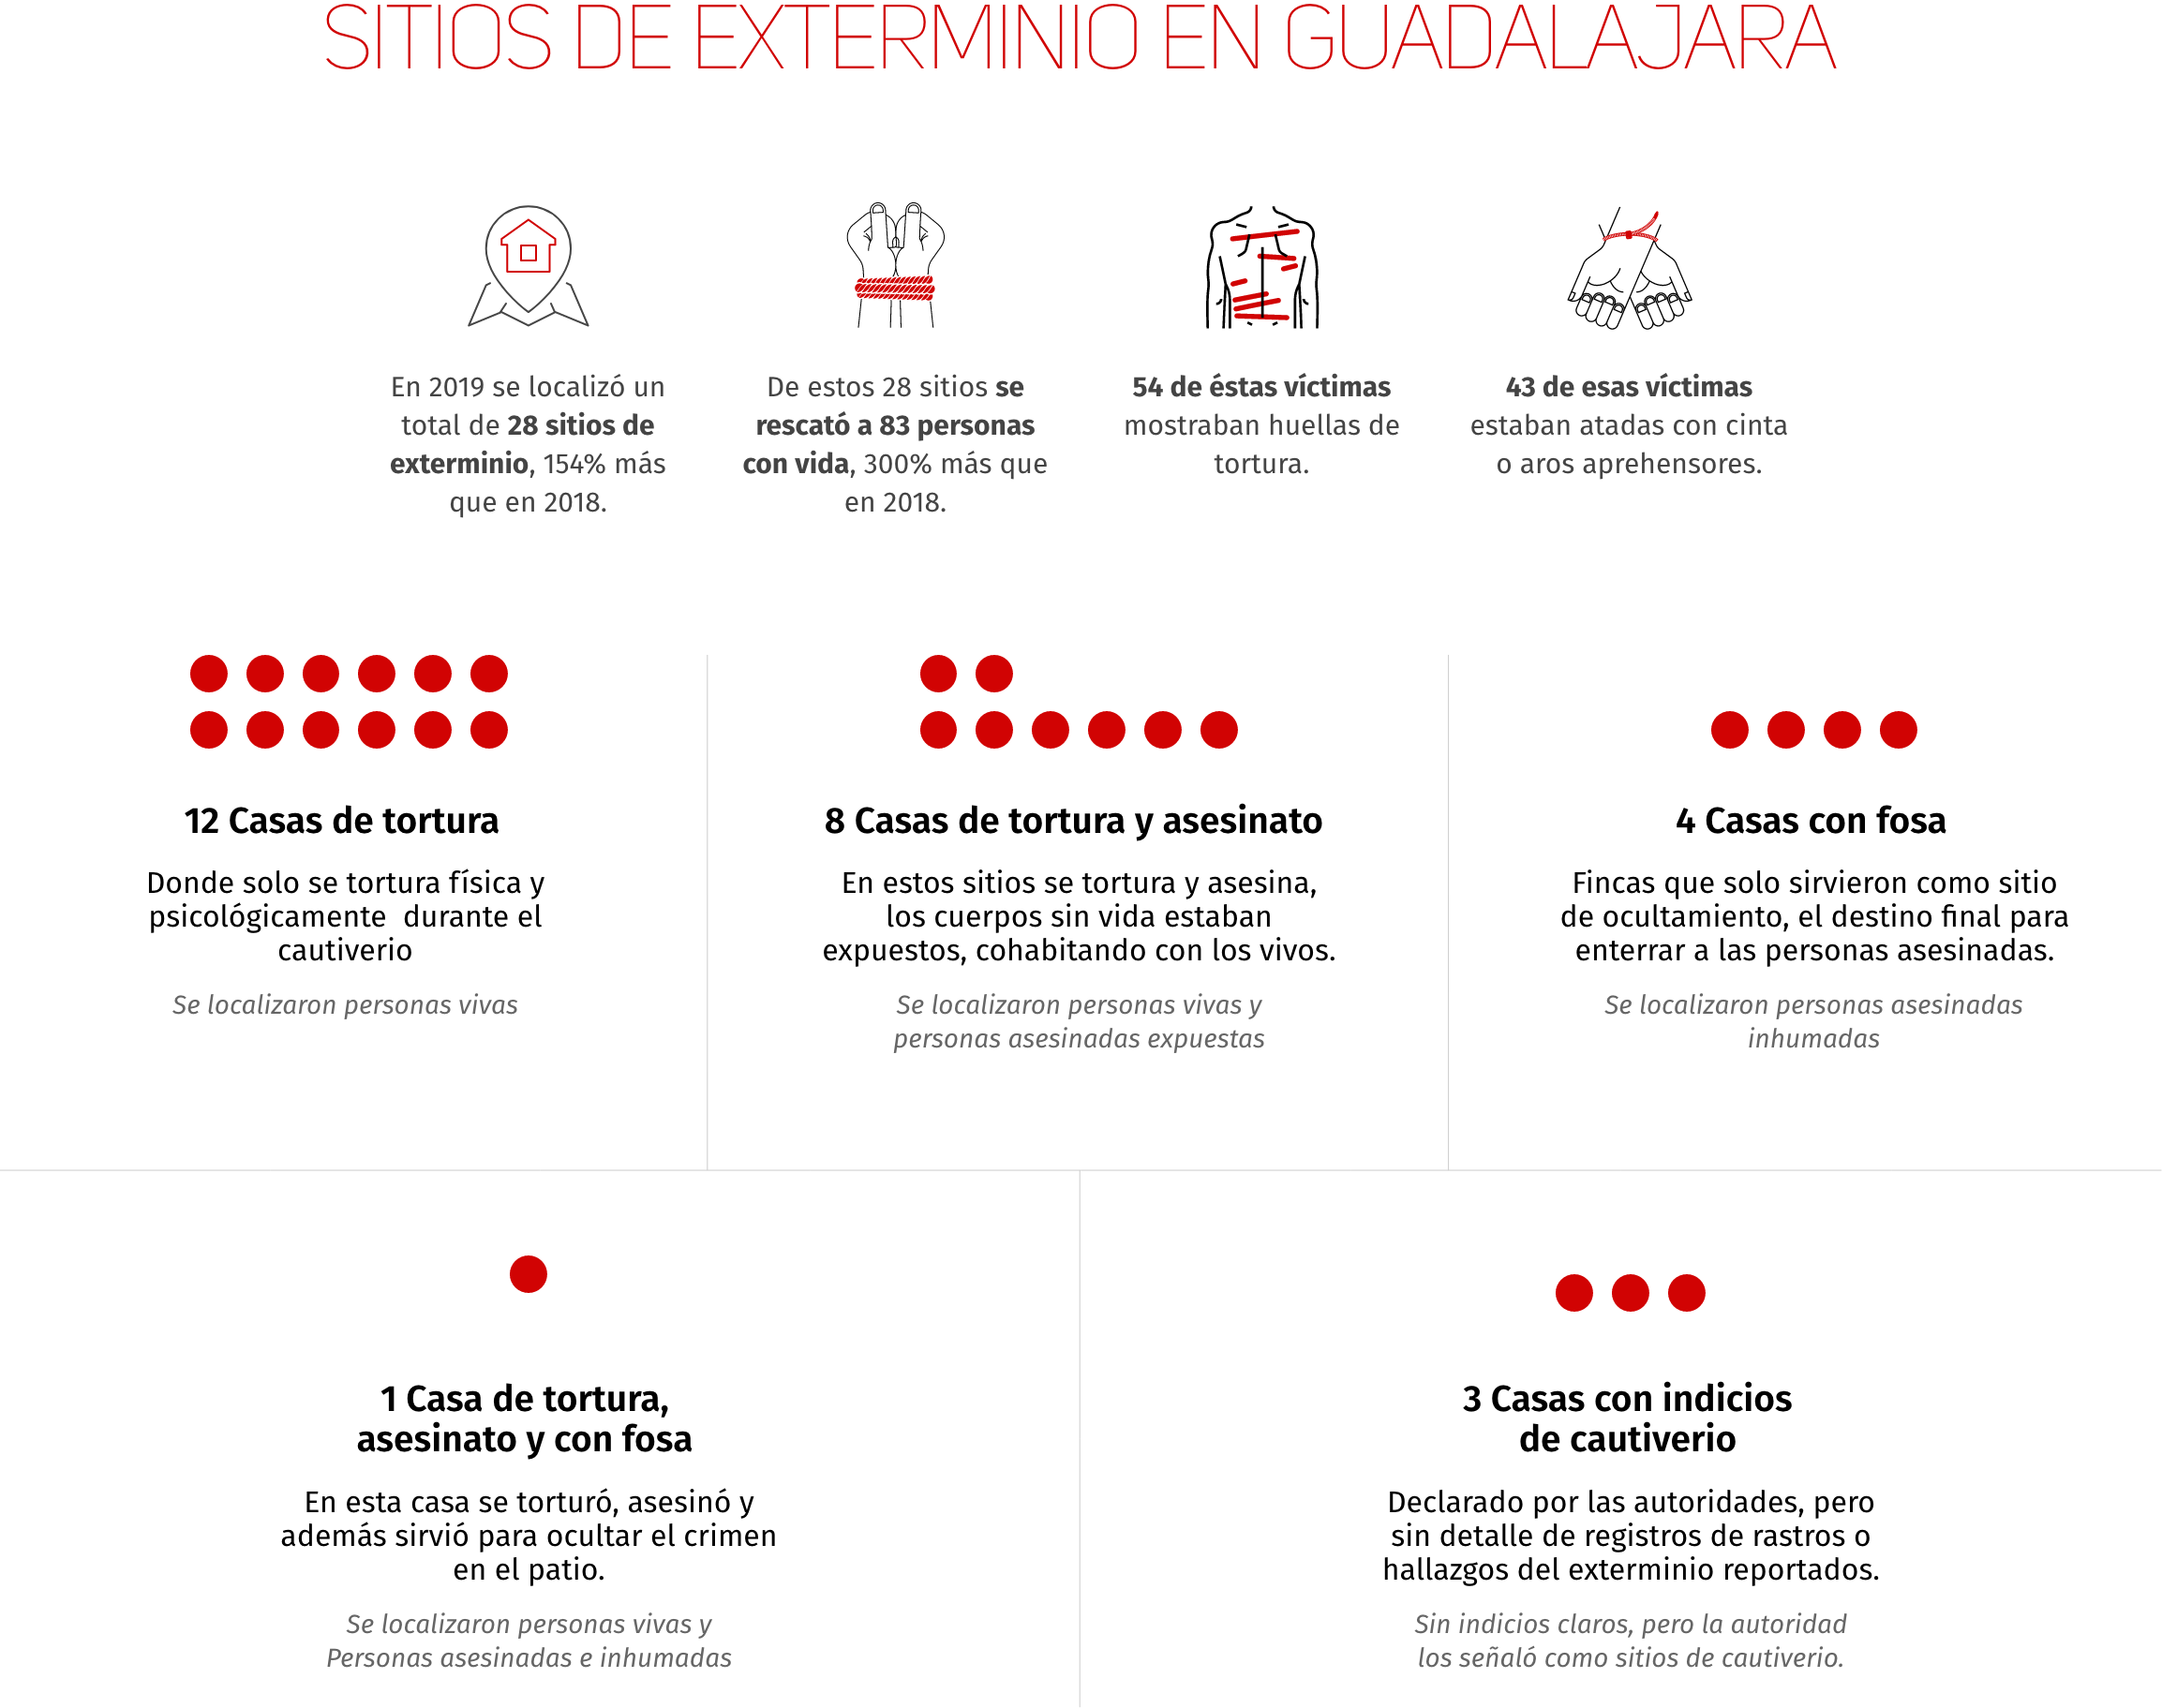 SITIOS DE EXTERMINIO EN GUADALAJARA
En 2019 se localizó un
total de 28 sitios de
exterminio, 154% más
que en 2018.
De estos 28 sitios se
rescató a 83 personas
con vida, 300% más que
en 2018.
54 de éstas víctimas
mostraban huellas de
tortura.
43 de esas víctimas
estaban atadas con cinta
o aros aprehensores.
12 Casas de tortura
Donde solo se tortura física y
psicológicamente  durante el
cautiverio
Se localizaron personas vivas
8 Casas de tortura y asesinato
En estos sitios se tortura y asesina,
los cuerpos sin vida estaban
expuestos, cohabitando con los vivos.
Se localizaron personas vivas y
personas asesinadas expuestas
4 Casas con fosa
Fincas que solo sirvieron como sitio
de ocultamiento, el destino final para
enterrar a las personas asesinadas.
Se localizaron personas asesinadas
inhumadas
1 Casa de tortura,
asesinato y con fosa
En esta casa se torturó, asesinó y
además sirvió para ocultar el crimen
en el patio.
Se localizaron personas vivas y
Personas asesinadas e inhumadas
3 Casas con indicios
de cautiverio
Declarado por las autoridades, pero
sin detalle de registros de rastros o
hallazgos del exterminio reportados.
Sin indicios claros, pero la autoridad
los señaló como sitios de cautiverio.